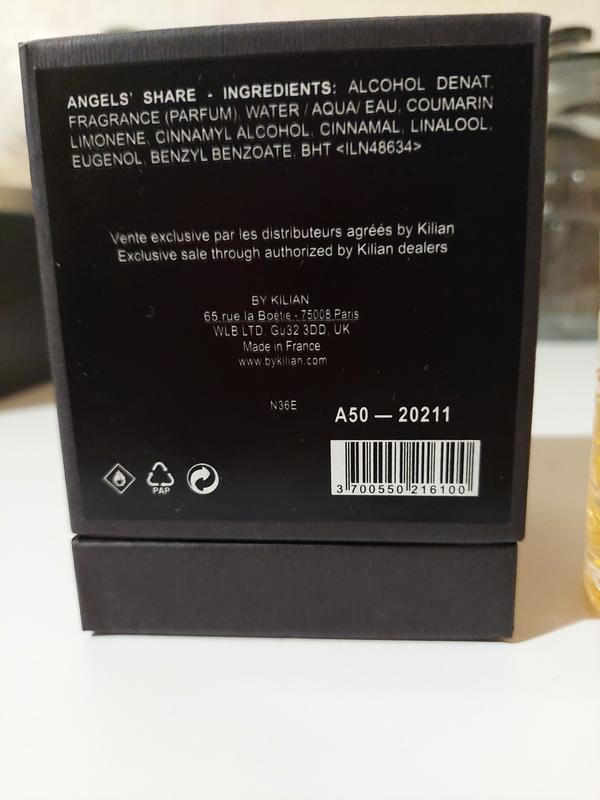 ANGELS' SHARE - INGREDIENTS: ALCOHOL DENAT,
FRAGRANCE (PARFUM), WATER / AQUA/ EAU, COUMARIN
LIMONENE, CINNAMYL ALCOHOL, CINNAMAL, LINALOOL,
EUGENOL, BENZYL BENZOATE, BHT <ILN48634>
Vente exclusive par les distributeurs agréés by Kilian
Exclusive sale through authorized by Kilian dealers
BY KILIAN
65 rue la Boétie - 75008 Paris
WLB LTD, Gu32 3DD, UK
Made in France
www.bykilian.com
N36E
A50 — 20211
PAP
3 700550 216100